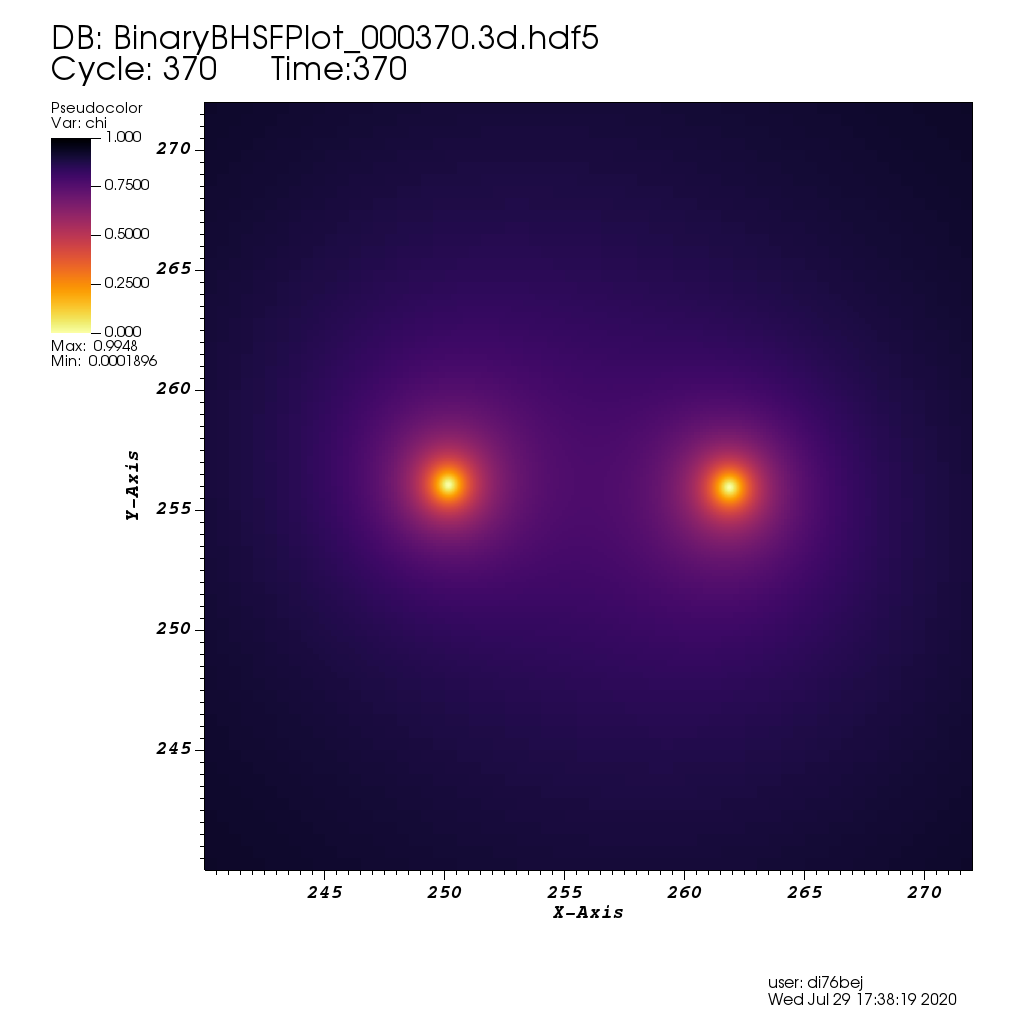 DB: BinaryBHSFPlot_000370.3d.hdf5
Cycle: 370 Time:370
Pseudocolor
Var: chi
1.000
0.7500
0.5000
0.2500
0.000
Max: 0.9948
Min: 0.0001896
270
265
260
255
250
245
Y-Axis
245 250 255 260 265 270
X-Axis
user: di76bej
Wed Jul 29 17:38:19 2020